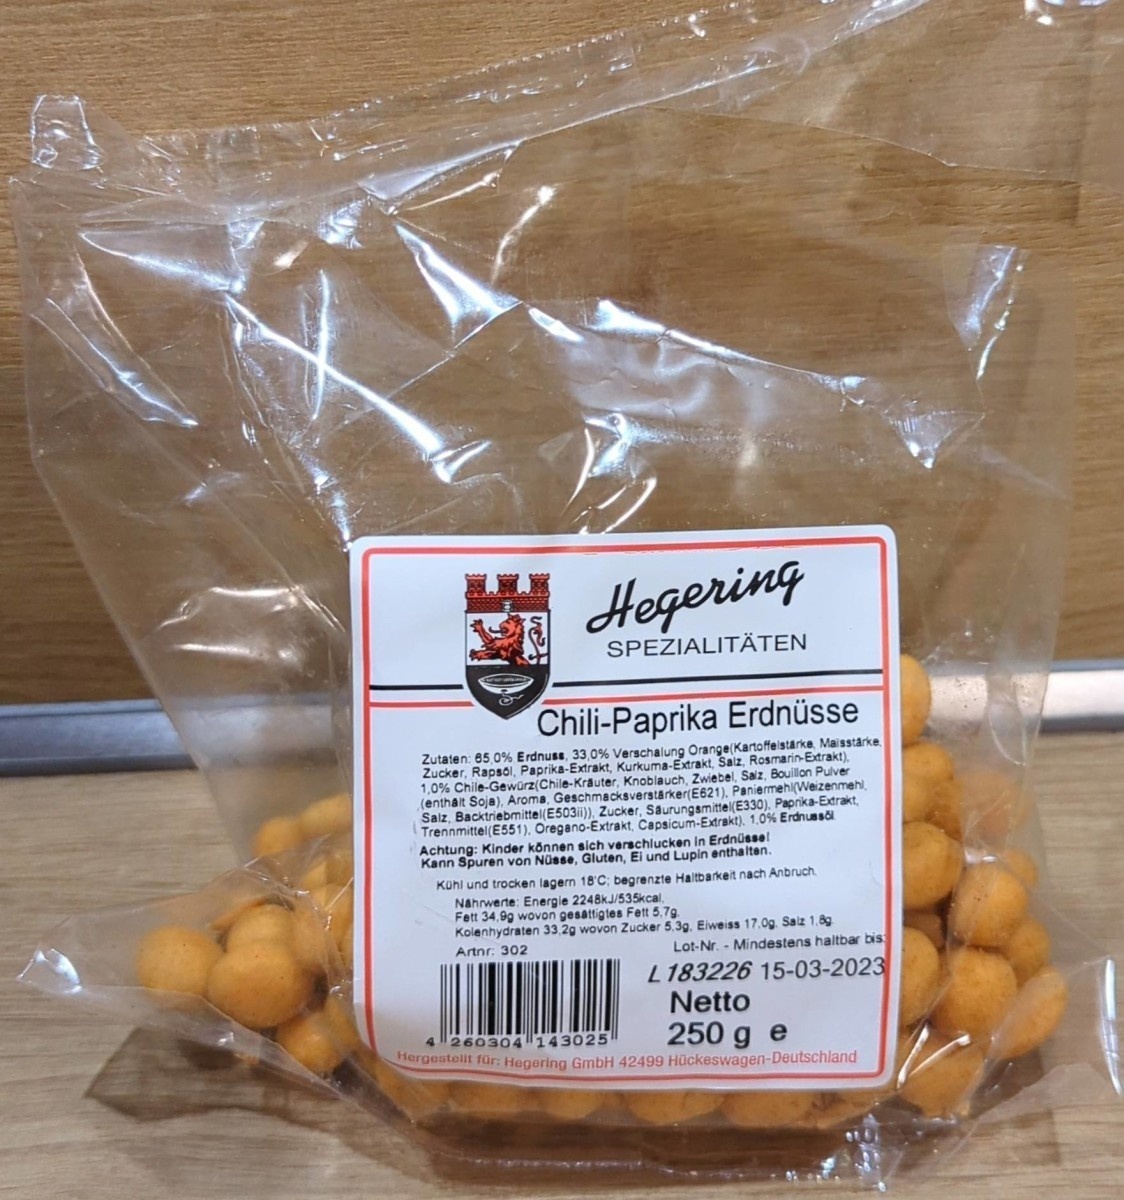 Hegering
SPEZIALITÄTEN
Chili-Paprika Erdnüsse
Zutaten: 65,0% Erdnuss, 33,0% Verschalung Orange(Kartoffelstärke, Maisstärke,
Zucker, Rapsöl, Paprika-Extrakt, Kurkuma-Extrakt, Salz, Rosmarin-Extrakt),
1,0% Chile-Gewürz(Chile-Kräuter, Knoblauch, Zwiebel, Salz, Bouillon Pulver
(enthält Soja), Aroma, Geschmacksverstärker(E621), Paniermehl(Weizenmehl,
Salz, Backtriebmittel(E503ii)), Zucker, Säurungsmittel(E330), Paprika-Extrakt,
Trennmittel(E551), Oregano-Extrakt, Capsicum-Extrakt), 1,0% Erdnussöl.
Achtung: Kinder können sich verschlucken in Erdnüsse!
Kann Spuren von Nüsse, Gluten, Ei und Lupin enthalten.
Kühl und trocken lagern 18'C; begrenzte Haltbarkeit nach Anbruch.
Nährwerte: Energie 2248kJ/535kcal,
Fett 34,9g wovon gesättigtes Fett 5,7g.
Kolenhydraten 33,2g wovon Zucker 5,3g, Eiweiss 17,0g. Salz 1,8g.
Artnr: 302
Lot-Nr. - Mindestens haltbar bis:
L183226 15-03-2023
Netto
250 g e
4 260304 143025
Hergestellt für: Hegering GmbH 42499 Hückeswagen-Deutschland